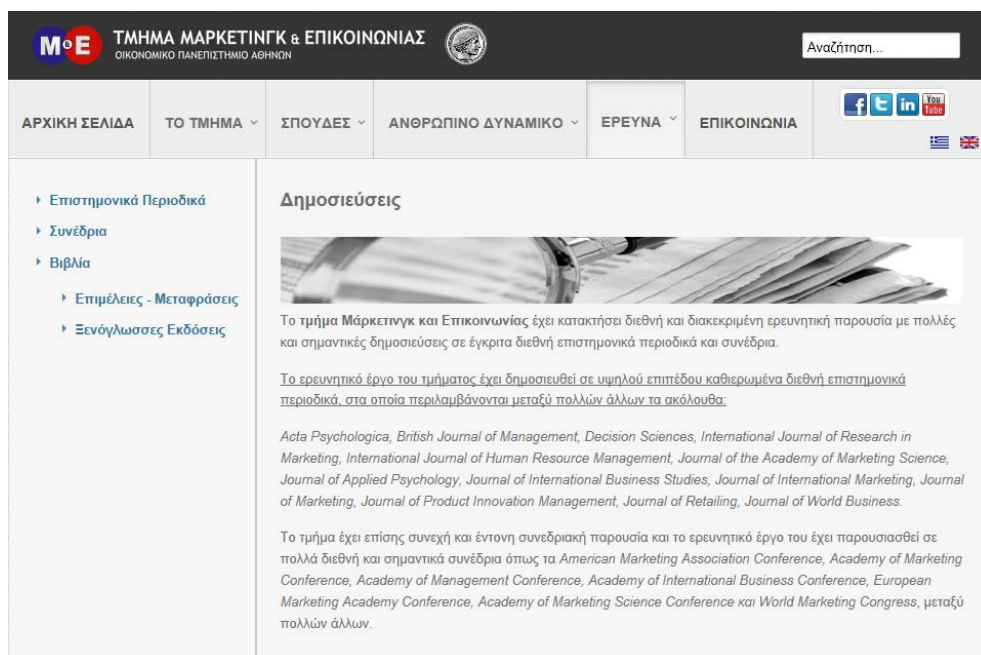 MΘE
ΤΜΗΜΑ ΜΑΡΚΕΤΙΝΓΚ & ΕΠΙΚΟΙΝΩΝΙΑΣ
ΟΙΚΟΝΟΜΙΚΟ ΠΑΝΕΠΙΣΤΗΜΙΟ ΑΘΗΝΩΝ
Αναζήτηση...
ΑΡΧΙΚΗ ΣΕΛΙΔΑ
ΤΟ ΤΜΗΜΑ
ΣΠΟΥΔΕΣ
ΑΝΘΡΩΠΙΝΟ ΔΥΝΑΜΙΚΟ
ΕΡΕΥΝΑ
ΕΠΙΚΟΙΝΩΝΙΑ
f t in You Tube
Επιστημονικά Περιοδικά
Συνέδρια
Βιβλία
Επιμέλειες - Μεταφράσεις
Ξενόγλωσσες Εκδόσεις
Δημοσιεύσεις
Το τμήμα Μάρκετινγκ και Επικοινωνίας έχει κατακτήσει διεθνή και διακεκριμένη ερευνητική παρουσία με πολλές
και σημαντικές δημοσιεύσεις σε έγκριτα διεθνή επιστημονικά περιοδικά και συνέδρια.
Το ερευνητικό έργο του τμήματος έχει δημοσιευθεί σε υψηλού επιπέδου καθιερωμένα διεθνή επιστημονικά
περιοδικά, στα οποία περιλαμβάνονται μεταξύ πολλών άλλων τα ακόλουθα:
Acta Psychologica, British Journal of Management, Decision Sciences, International Journal of Research in
Marketing, International Journal of Human Resource Management, Journal of the Academy of Marketing Science,
Journal of Applied Psychology, Journal of International Business Studies, Journal of International Marketing, Journal
of Marketing, Journal of Product Innovation Management, Journal of Retailing, Journal of World Business.
Το τμήμα έχει επίσης συνεχή και έντονη συνεδριακή παρουσία και το ερευνητικό έργο του έχει παρουσιασθεί σε
πολλά διεθνή και σημαντικά συνέδρια όπως τα American Marketing Association Conference, Academy of Marketing
Conference, Academy of Management Conference, Academy of International Business Conference, European
Marketing Academy Conference, Academy of Marketing Science Conference και World Marketing Congress, μεταξύ
πολλών άλλων.